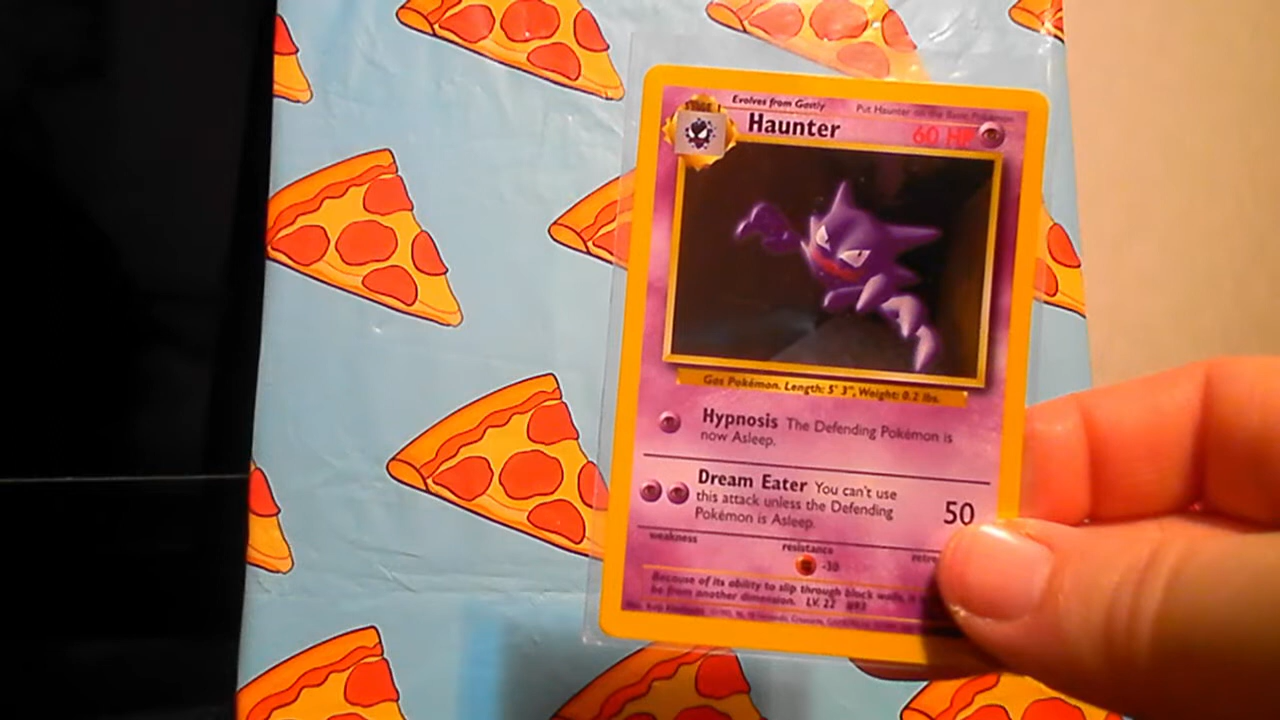 Evolves from Gastly Put Haunter on the Basic Pokémon
STAGE 1
Haunter 60 HP
Gas Pokémon. Length: 5' 3", Weight: 0.2 lbs.
Hypnosis The Defending Pokémon is
now Asleep.
Dream Eater You can't use
this attack unless the Defending
Pokémon is Asleep.
50
weakness resistance retre
-30
Because of its ability to slip through block walls, it
be from another dimension. LV. 22 #93